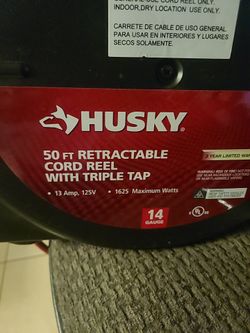 INDOOR,DRY LOCATION USE ONLY.
CARRETE DE CABLE DE USO GENERAL
PARA USAR EN INTERIORES Y LUGARES
SECOS SOLAMENTE.
HUSKY
50 FT RETRACTABLE
CORD REEL
WITH TRIPLE TAP
• 13 Amp, 125V • 1625 Maximum Watts
14
GAUGE
YEAR LIMITED
UL